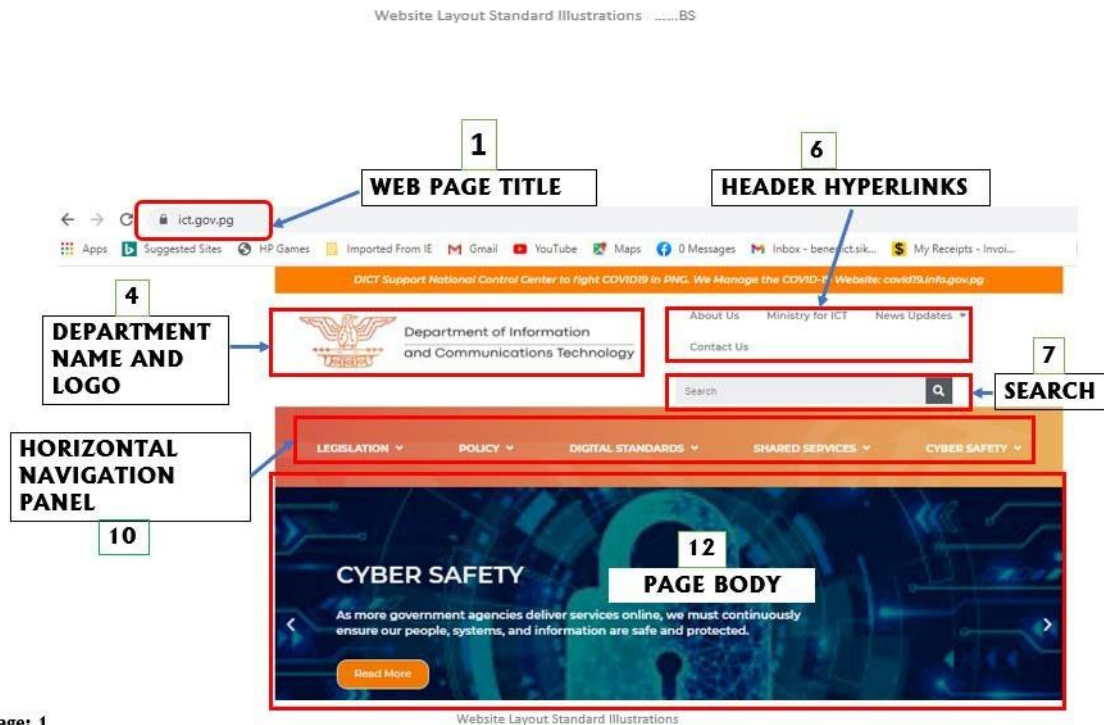 Website Layout Standard Illustrations .......BS
1
WEB PAGE TITLE
6
HEADER HYPERLINKS
ict.gov.pg
Apps Suggested Sites HP Games Imported From IE Gmail YouTube Maps 0 Messages Inbox - benedict.sik... My Receipts - Invoi...
DICT Support National Control Center to fight COVID19 in PNG. We Manage the COVID-19 Website: covid19.info.gov.pg
4
DEPARTMENT
NAME AND
LOGO
Department of Information
and Communications Technology
About Us Ministry for ICT News Updates
Contact Us
7
SEARCH
Search
HORIZONTAL
NAVIGATION
PANEL
10
LEGISLATION POLICY DIGITAL STANDARDS SHARED SERVICES CYBER SAFETY
12
PAGE BODY
CYBER SAFETY
As more government agencies deliver services online, we must continuously
ensure our people, systems, and information are safe and protected.
Read More
age: 1
Website Layout Standard Illustrations